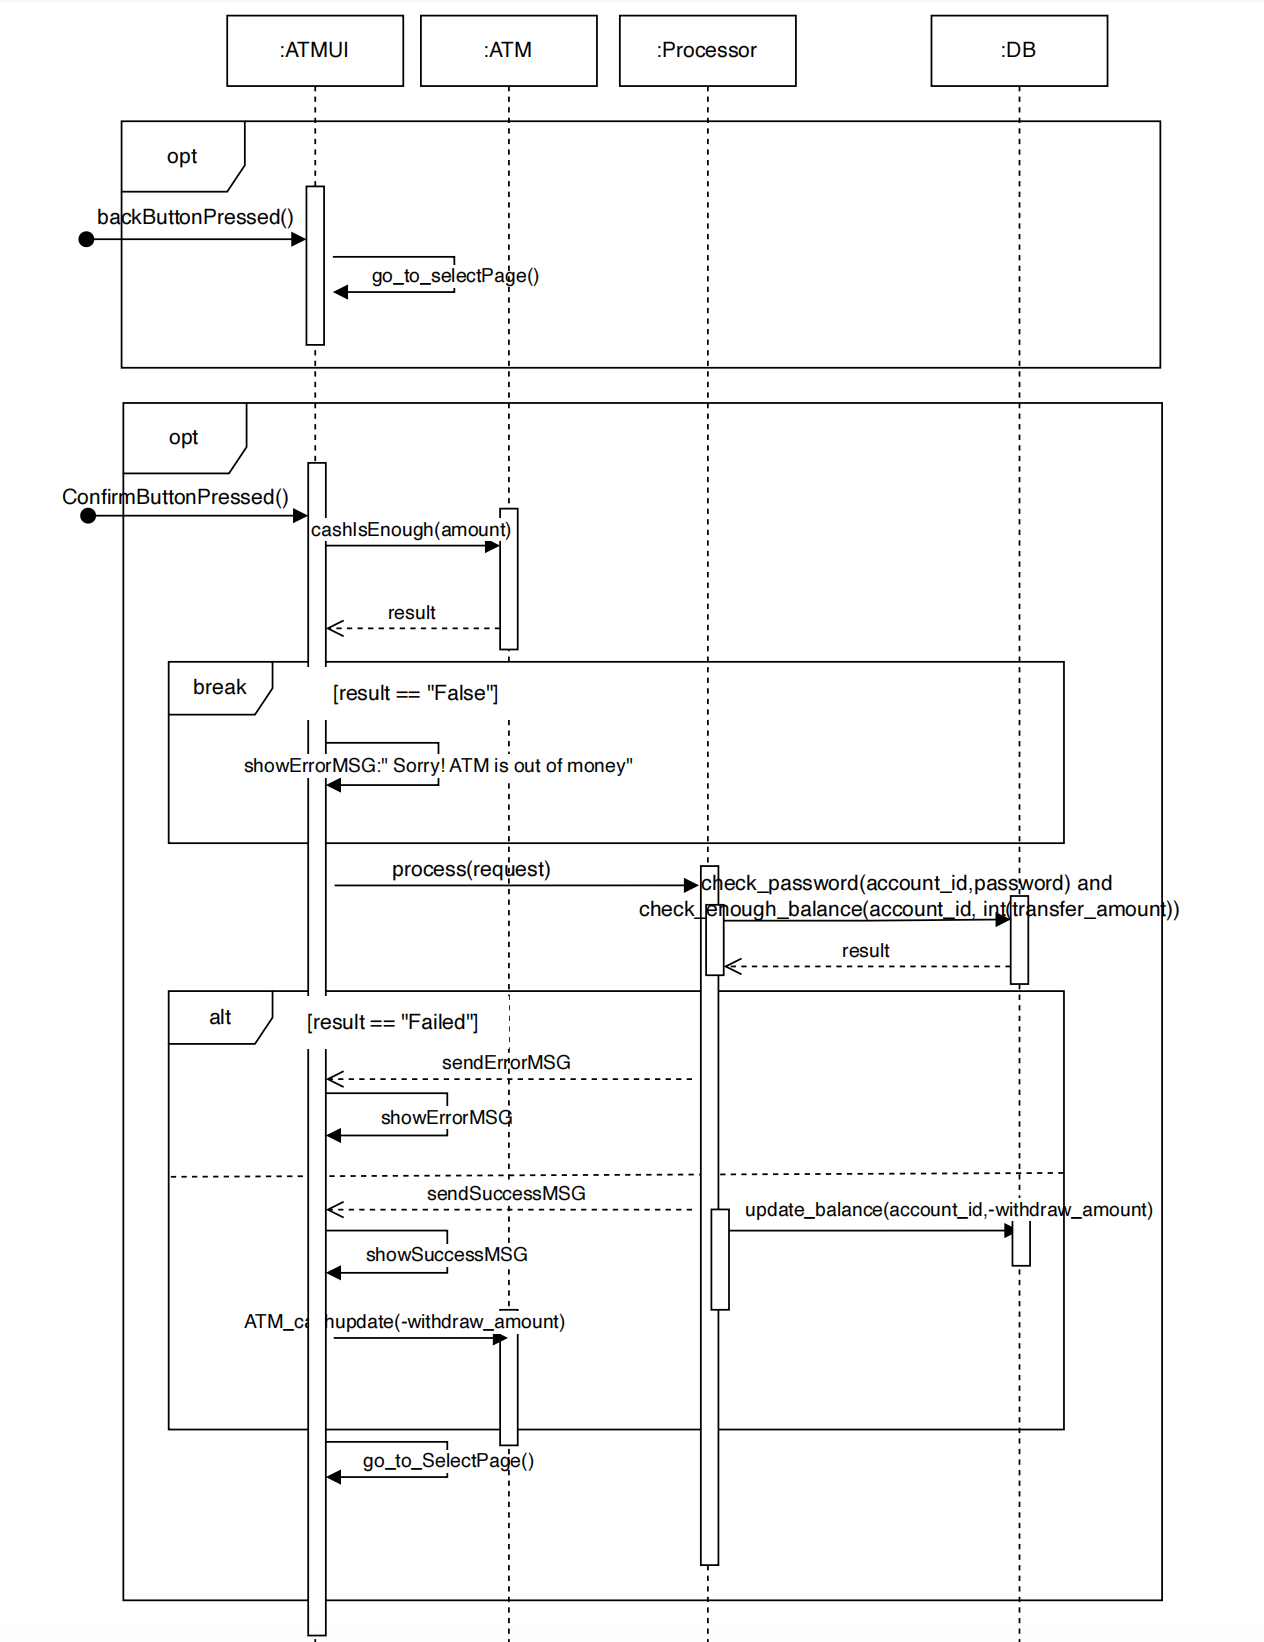 :ATMUI
:ATM
:Processor
:DB
opt
backButtonPressed()
go_to_selectPage()
opt
ConfirmButtonPressed()
cashIsEnough(amount)
result
break
[result == "False"]
showErrorMSG:" Sorry! ATM is out of money"
process(request)
check_password(account_id,password) and
check_enough_balance(account_id, int(transfer_amount))
result
alt
[result == "Failed"]
sendErrorMSG
showErrorMSG
sendSuccessMSG
update_balance(account_id,-withdraw_amount)
showSuccessMSG
ATM_cashupdate(-withdraw_amount)
go_to_SelectPage()